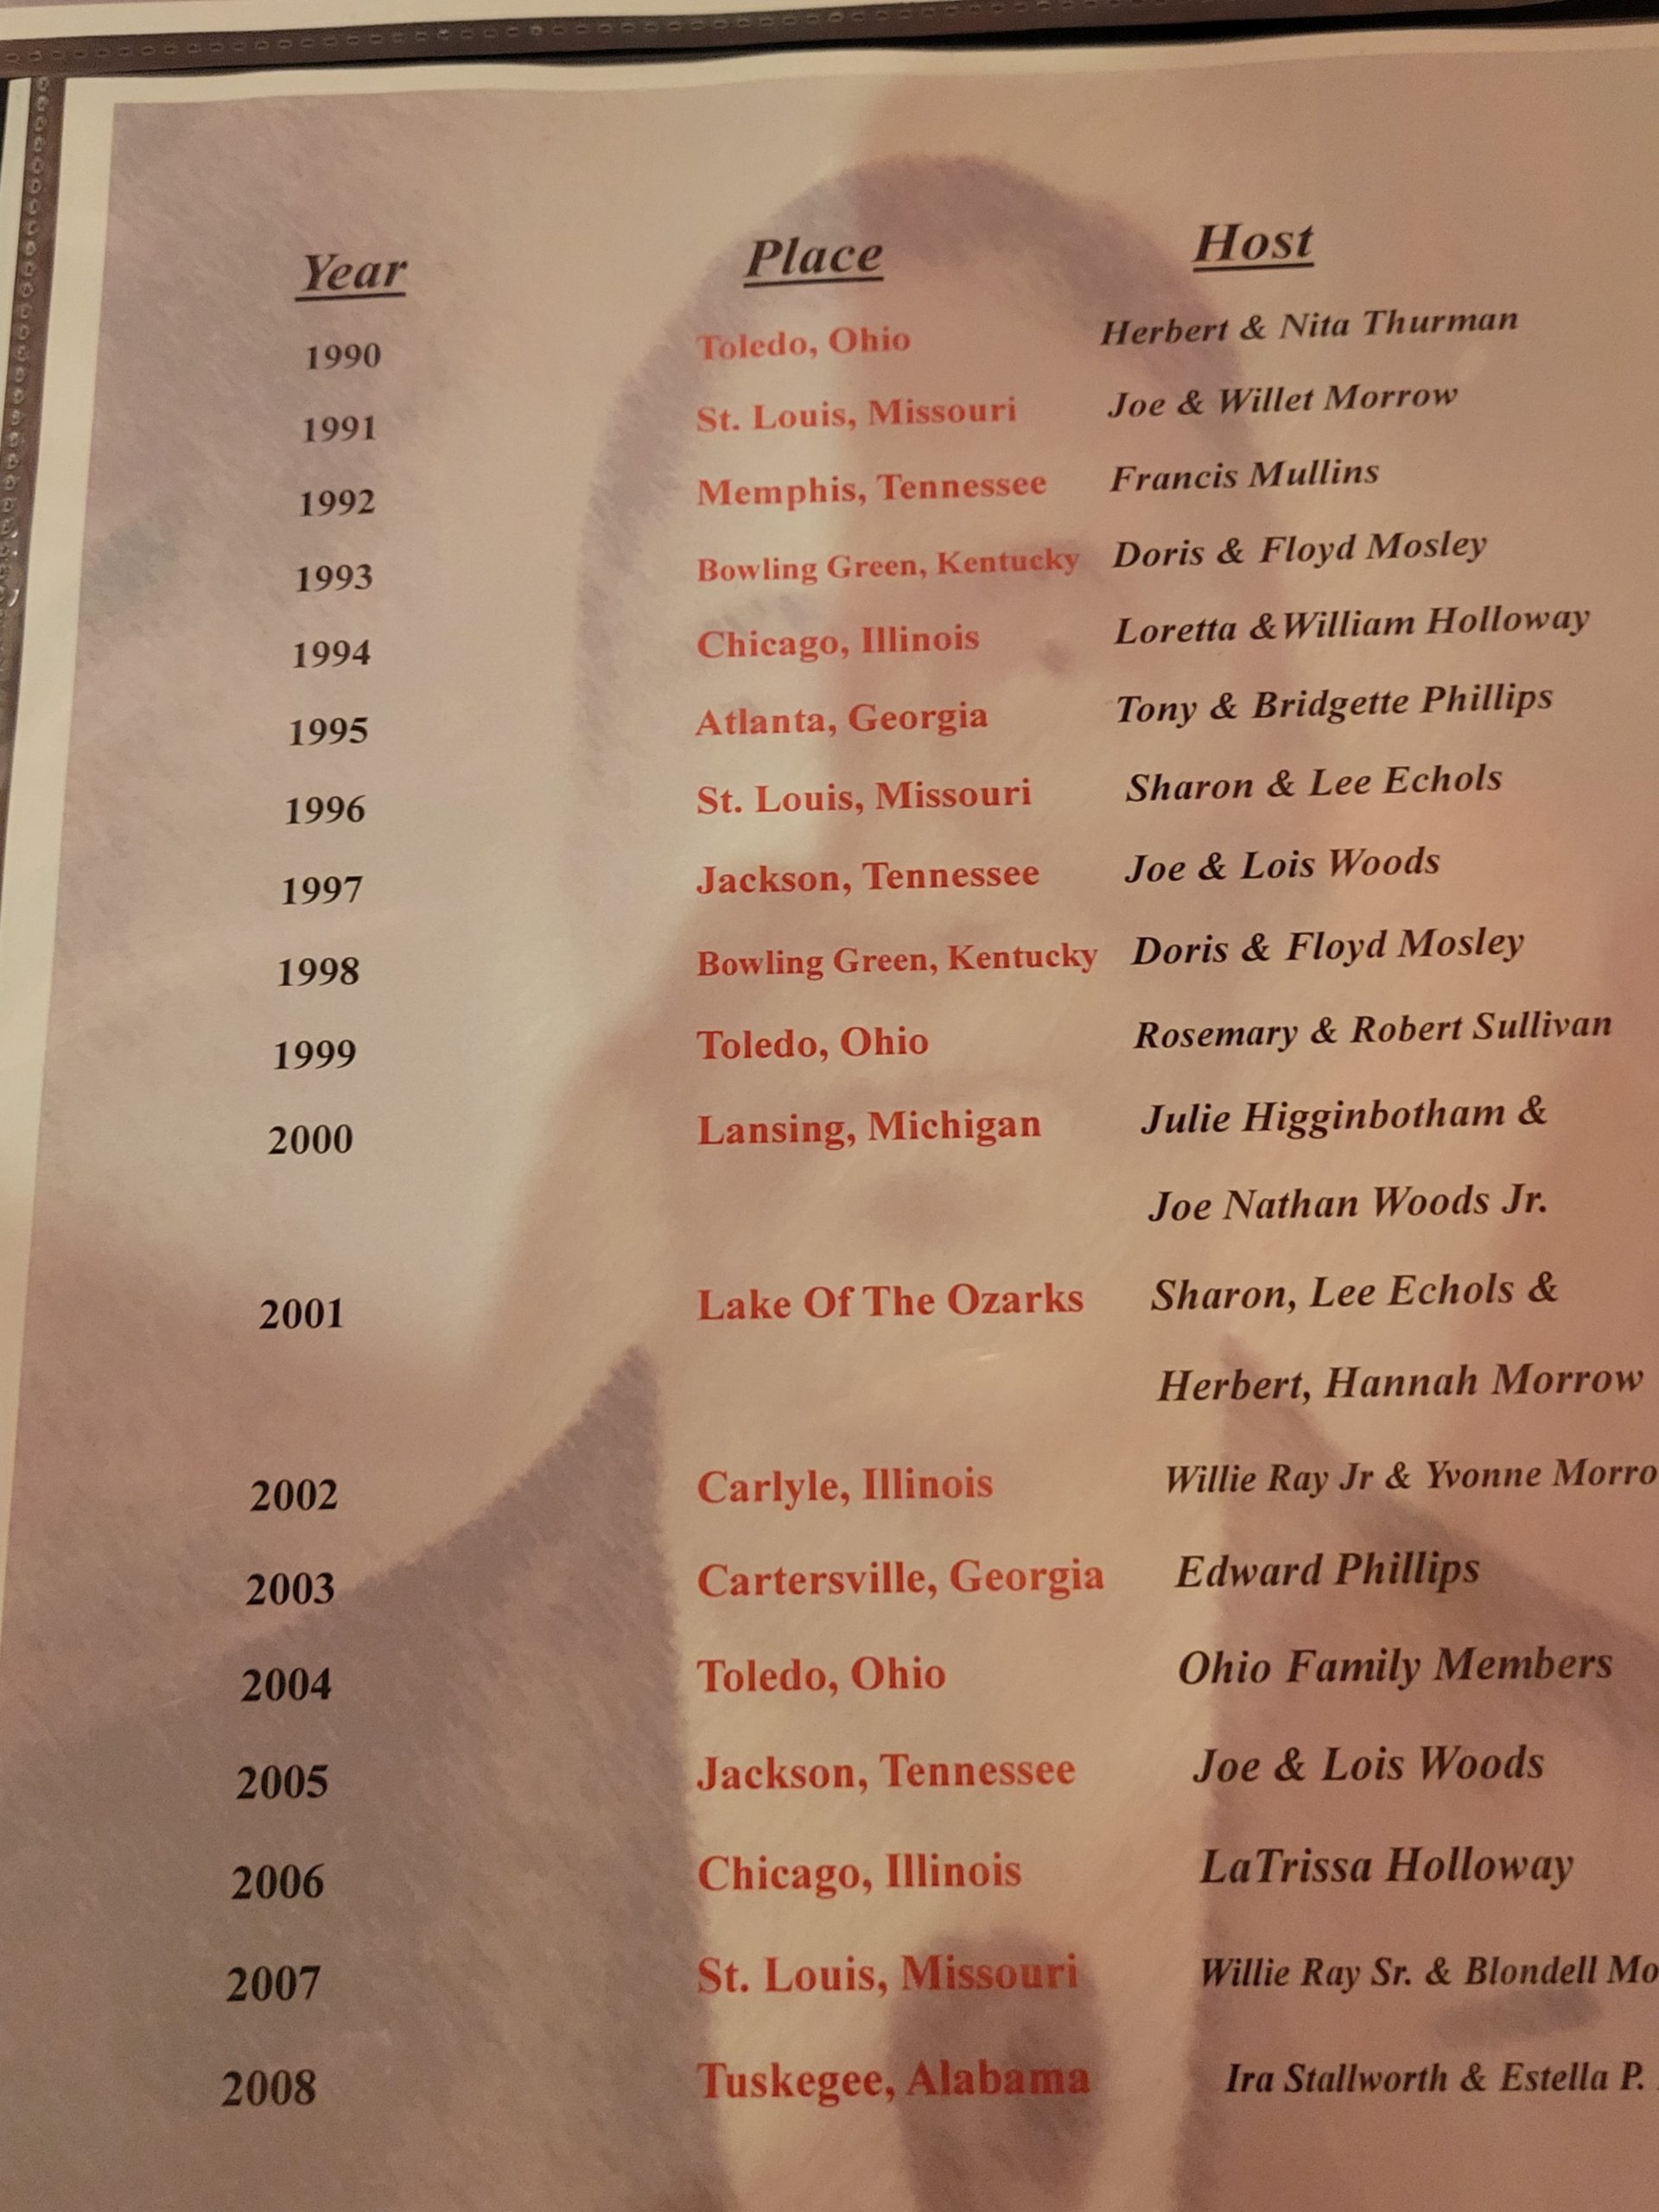 Year Place Host
1990 Toledo, Ohio Herbert & Nita Thurman
1991 St. Louis, Missouri Joe & Willet Morrow
1992 Memphis, Tennessee Francis Mullins
1993 Bowling Green, Kentucky Doris & Floyd Mosley
1994 Chicago, Illinois Loretta &William Holloway
1995 Atlanta, Georgia Tony & Bridgette Phillips
1996 St. Louis, Missouri Sharon & Lee Echols
1997 Jackson, Tennessee Joe & Lois Woods
1998 Bowling Green, Kentucky Doris & Floyd Mosley
1999 Toledo, Ohio Rosemary & Robert Sullivan
2000 Lansing, Michigan Julie Higginbotham &
Joe Nathan Woods Jr.
2001 Lake Of The Ozarks Sharon, Lee Echols &
Herbert, Hannah Morrow
2002 Carlyle, Illinois Willie Ray Jr & Yvonne Morro
2003 Cartersville, Georgia Edward Phillips
2004 Toledo, Ohio Ohio Family Members
2005 Jackson, Tennessee Joe & Lois Woods
2006 Chicago, Illinois LaTrissa Holloway
2007 St. Louis, Missouri Willie Ray Sr. & Blondell Mo
2008 Tuskegee, Alabama Ira Stallworth & Estella P.